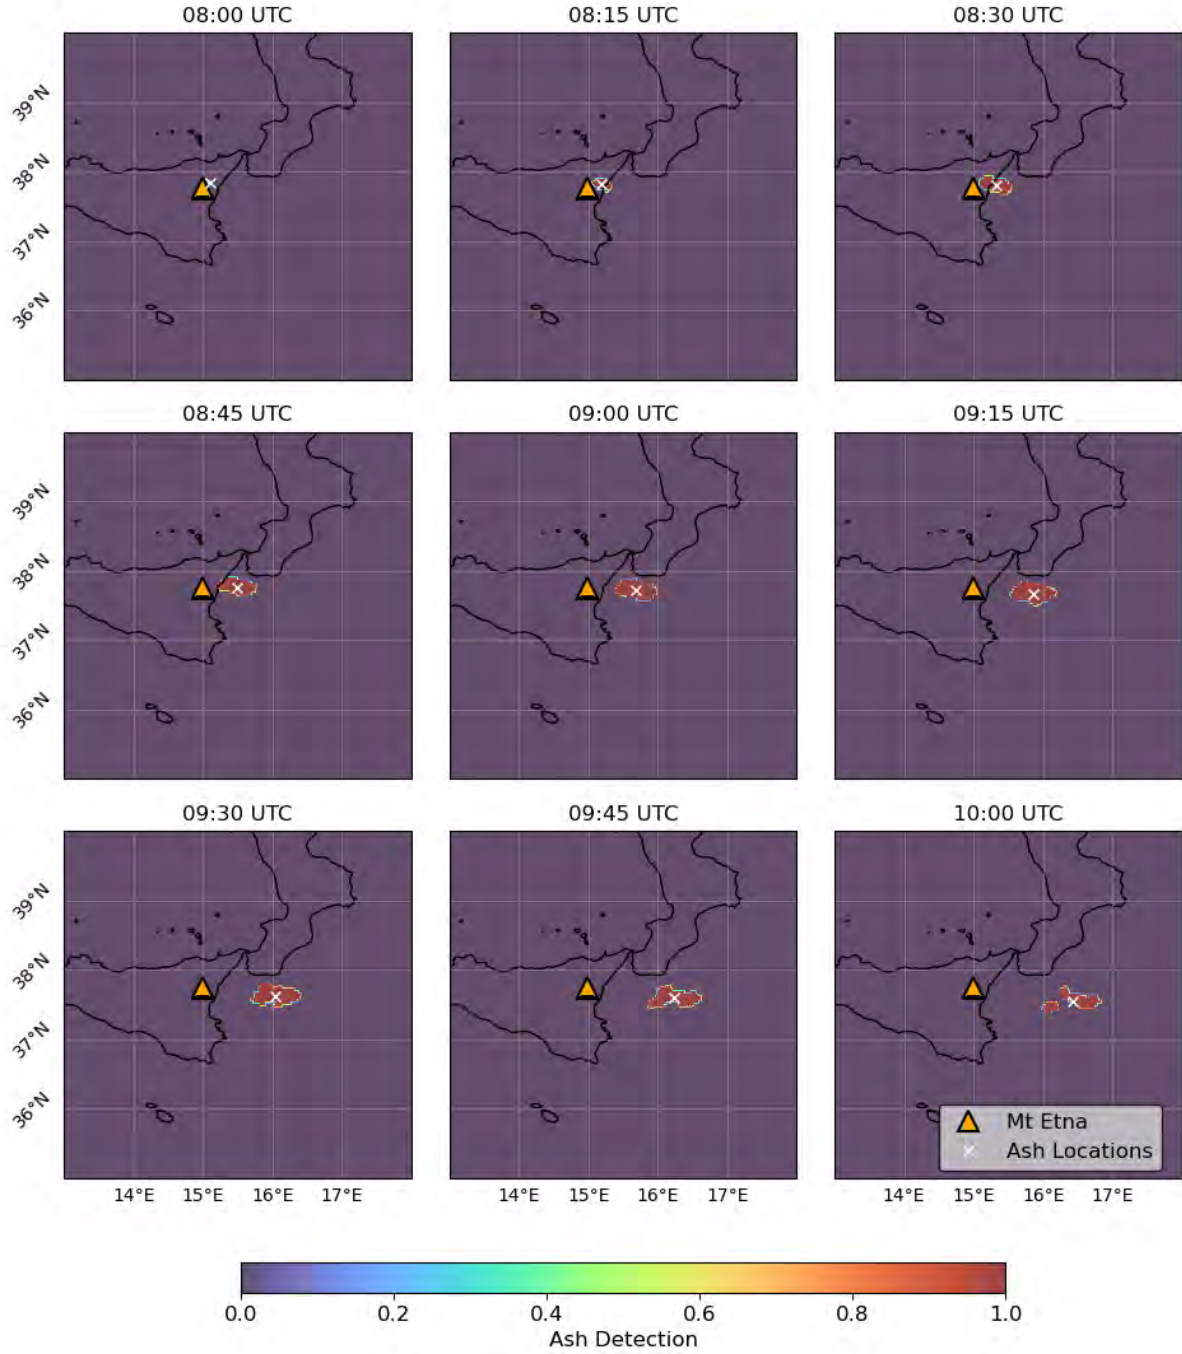 08:00 UTC 08:15 UTC 08:30 UTC
39°N
38°N
37°N
36°N
08:45 UTC 09:00 UTC 09:15 UTC
39°N
38°N
37°N
36°N
09:30 UTC 09:45 UTC 10:00 UTC
39°N
38°N
37°N
36°N
Mt Etna
Ash Locations
14°E 15°E 16°E 17°E 14°E 15°E 16°E 17°E 14°E 15°E 16°E 17°E
0.0 0.2 0.4 0.6 0.8 1.0
Ash Detection